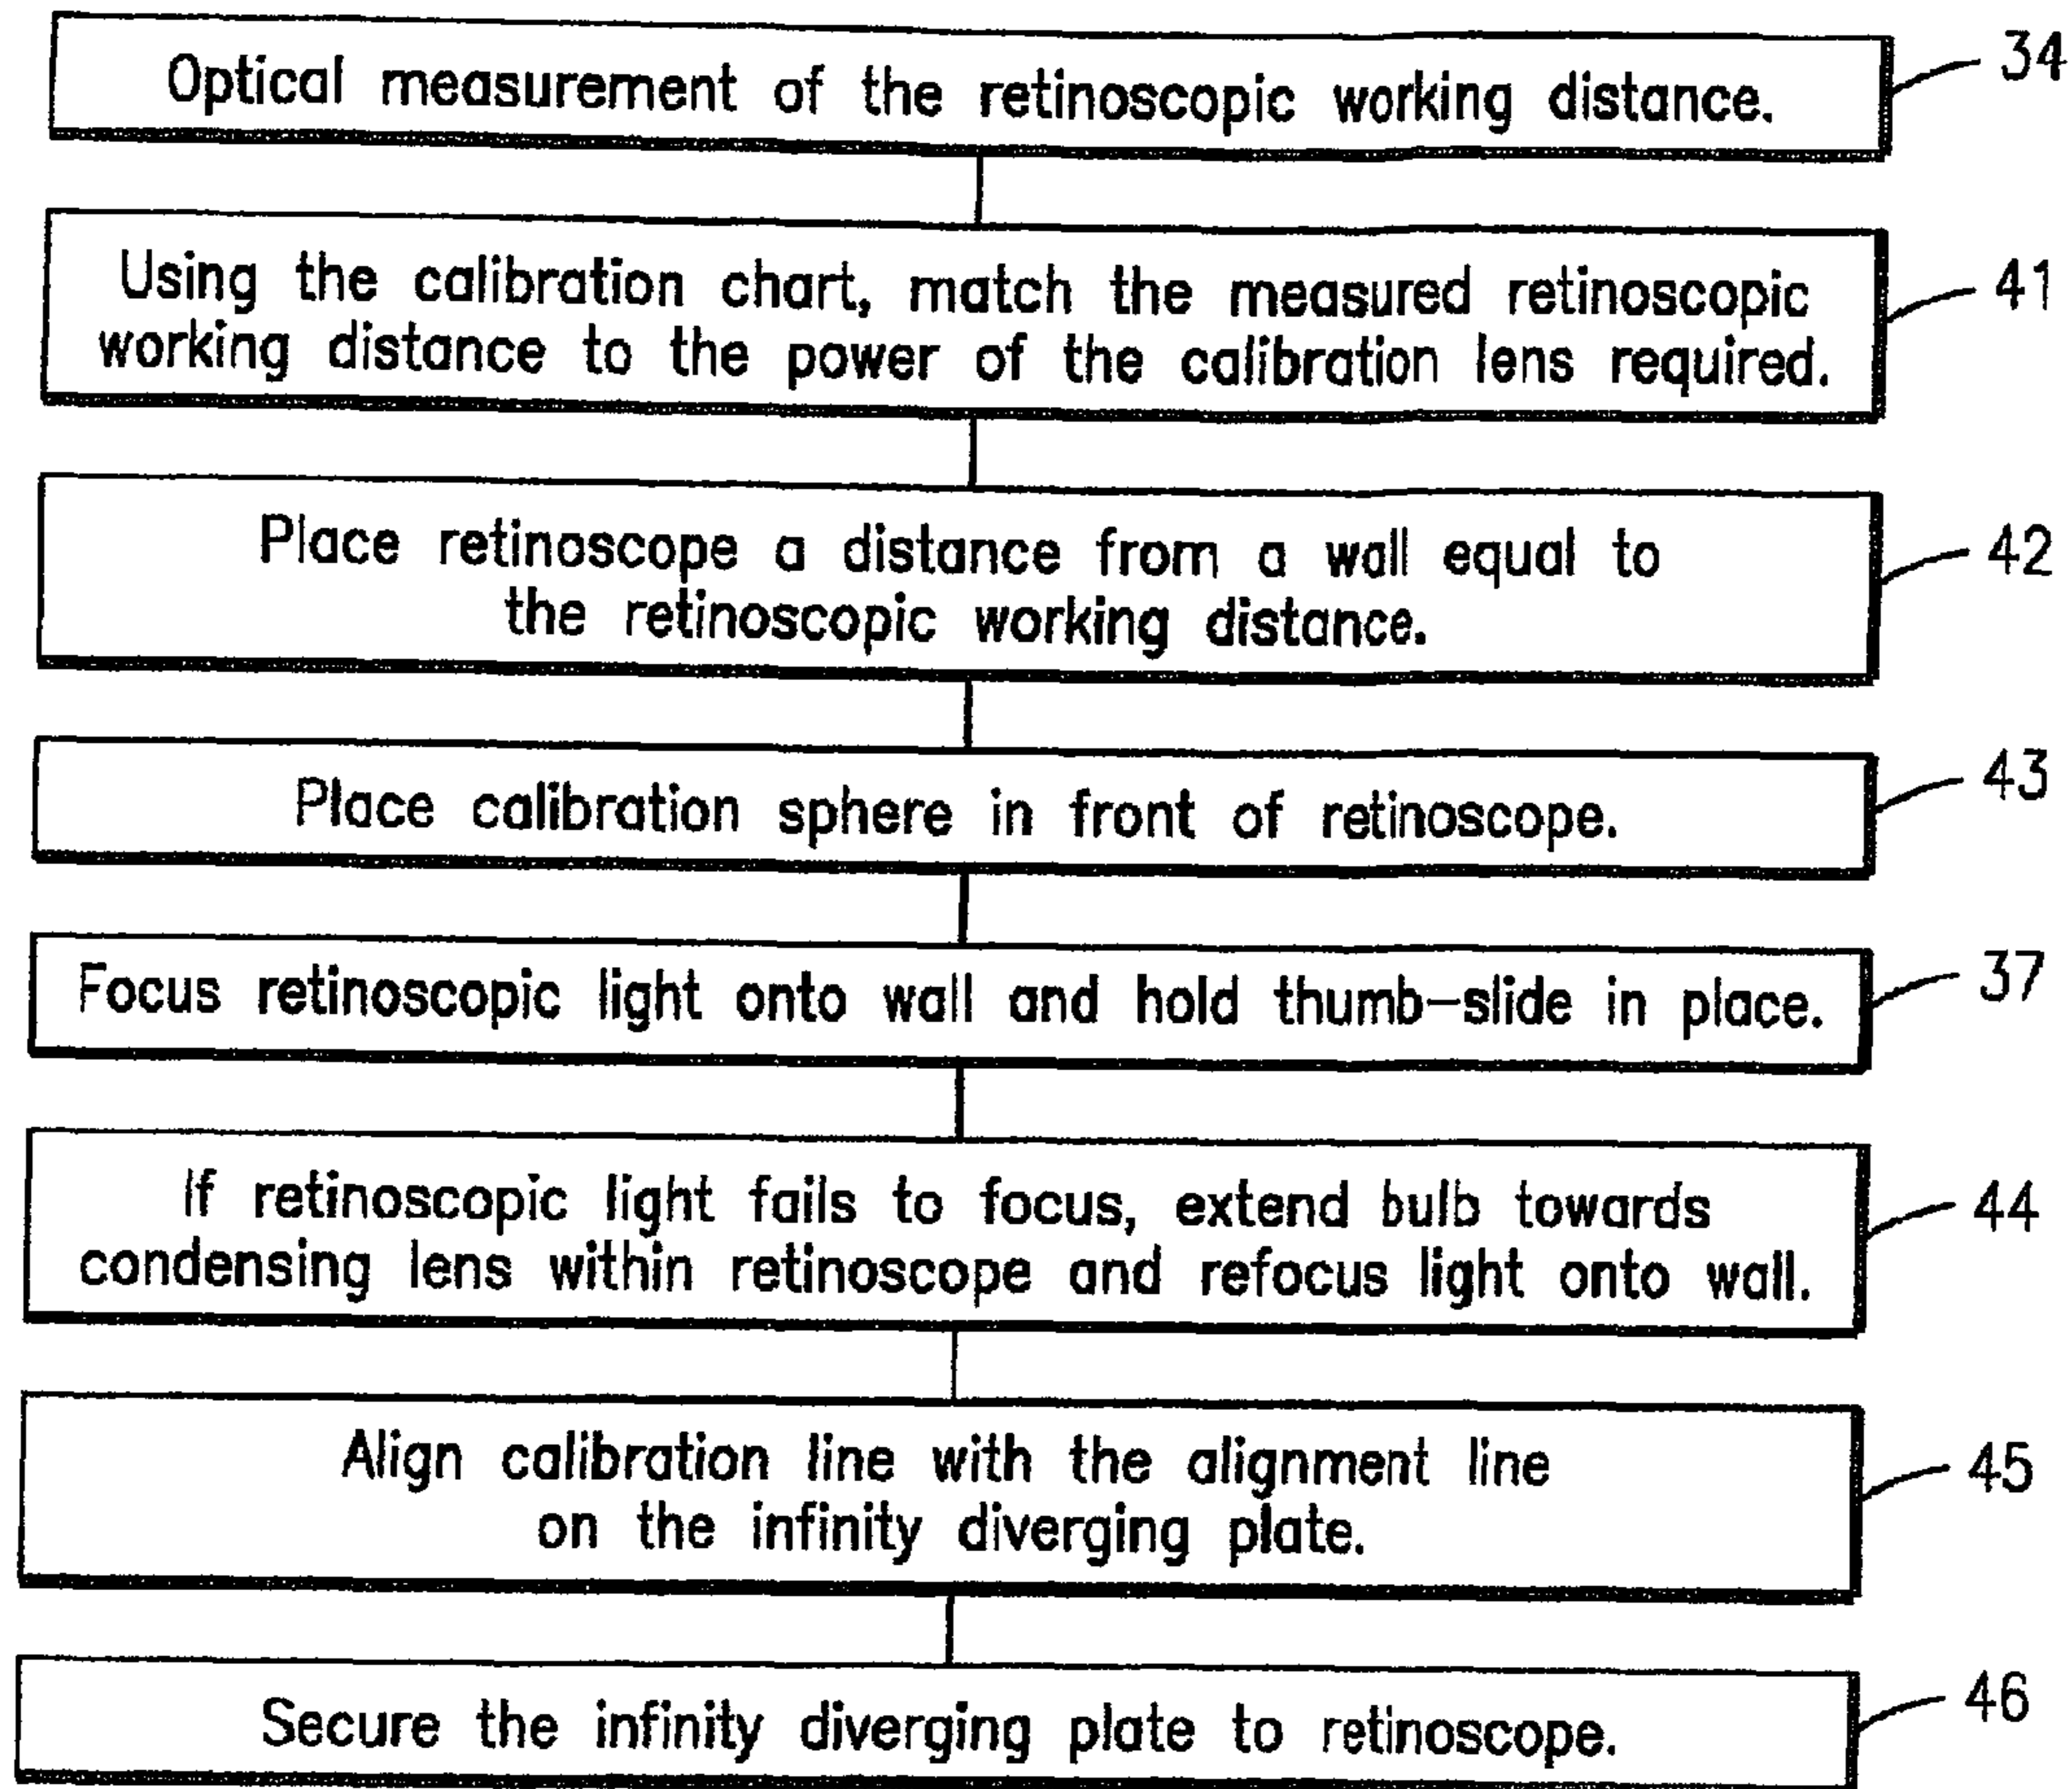 Optical measurement of the retinoscopic working distance.
34
Using the calibration chart, match the measured retinoscopic
working distance to the power of the calibration lens required.
41
Place retinoscope a distance from a wall equal to
the retinoscopic working distance.
42
Place calibration sphere in front of retinoscope.
43
Focus retinoscopic light onto wall and hold thumb-slide in place.
37
If retinoscopic light fails to focus, extend bulb towards
condensing lens within retinoscope and refocus light onto wall.
44
Align calibration line with the alignment line
on the infinity diverging plate.
45
Secure the infinity diverging plate to retinoscope.
46